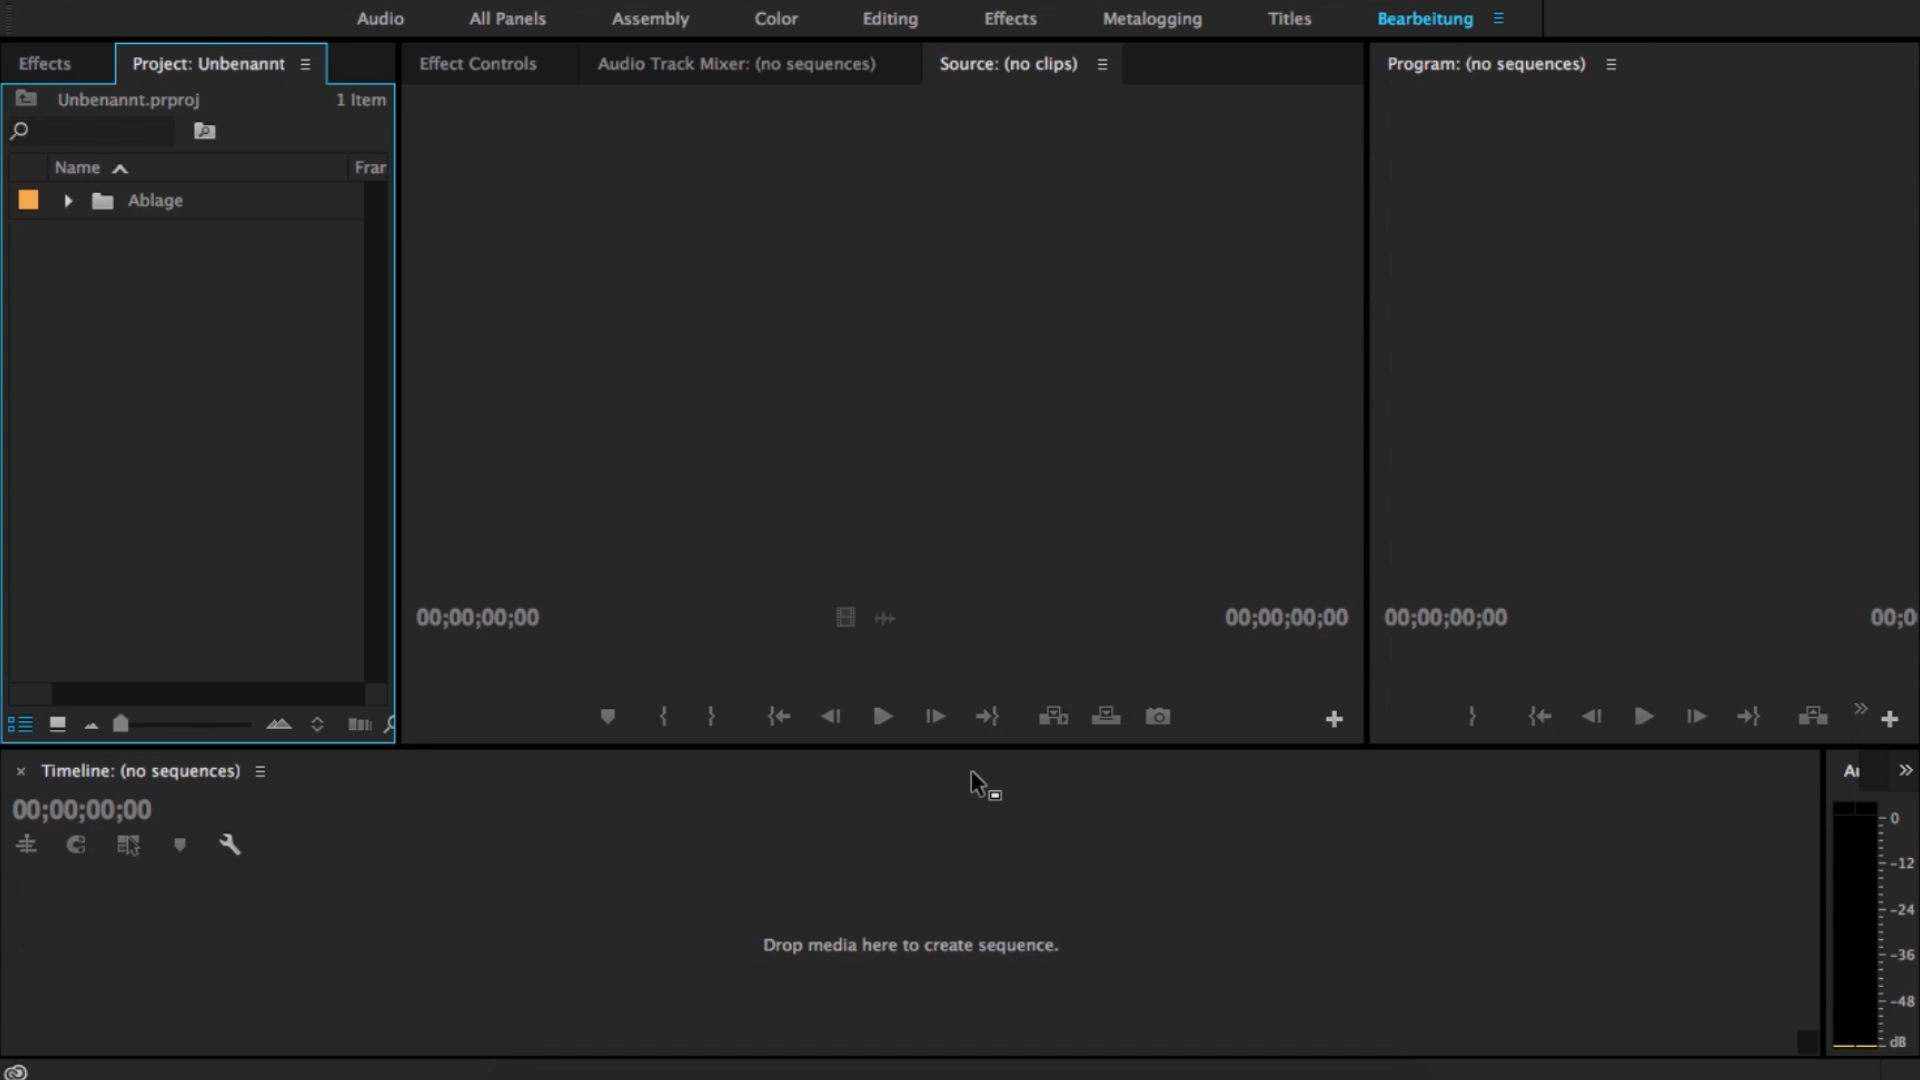 Audio All Panels Assembly Color Editing Effects Metalogging Titles Bearbeitung
Effects Project: Unbenannt Effect Controls Audio Track Mixer: (no sequences) Source: (no clips) Program: (no sequences)
Unbenannt.prproj 1 Item
Name Fran
Ablage
00;00;00;00 00;00;00;00 00;00;00;00 00;0
Timeline: (no sequences)
00;00;00;00
Drop media here to create sequence.
0
-12
-24
-36
-48
dB